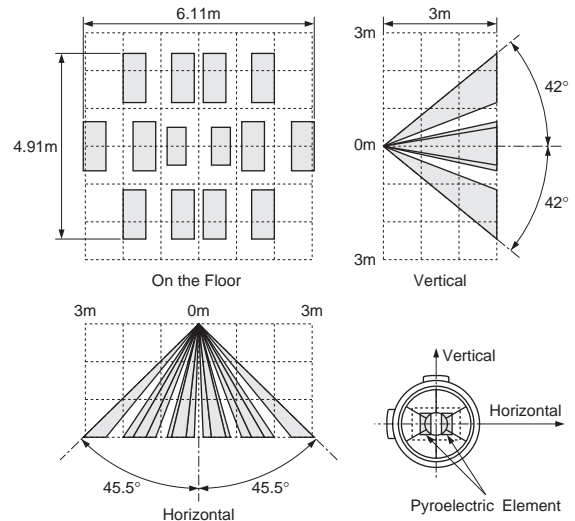 6.11m
4.91m
On the Floor
3m
3m
0m
3m
42°
42°
Vertical
3m
0m
3m
45.5°
45.5°
Horizontal
Vertical
Horizontal
Pyroelectric Element